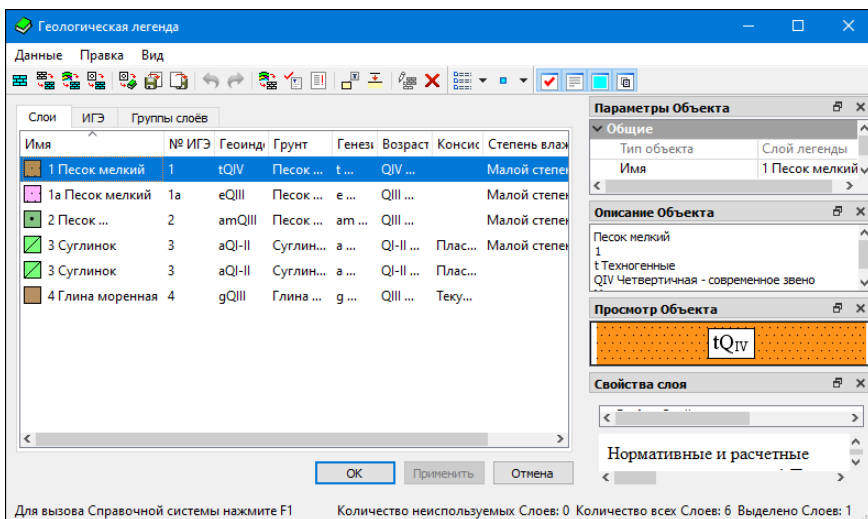 Геологическая легенда
Данные Правка Вид
Слои ИГЭ Группы слоёв
Имя № ИГЭ Геоинд Грунт Генези Возраст Консис Степень влаж
1 Песок мелкий 1 tQIV Песок ... t ... QIV ... Малой степен
1а Песок мелкий 1а eQIII Песок ... e ... QIII ... Малой степен
2 Песок ... 2 amQIII Песок ... am ... QIII ... Малой степен
3 Суглинок 3 aQI-II Суглин... a ... QI-II ... Плас... Малой степен
3 Суглинок 3 aQI-II Суглин... a ... QI-II ... Плас...
4 Глина моренная 4 gQIII Глина ... g ... QIII ... Теку...
OK Применить Отмена
Параметры Объекта
Общие
Тип объекта Слой легенды
Имя 1 Песок мелкий
Описание Объекта
Песок мелкий
1
t Техногенные
QIV Четвертичная - современное звено
Просмотр Объекта
tQIV
Свойства слоя
Нормативные и расчетные
Для вызова Справочной системы нажмите F1 Количество неиспользуемых Слоев: 0 Количество всех Слоев: 6 Выделено Слоев: 1